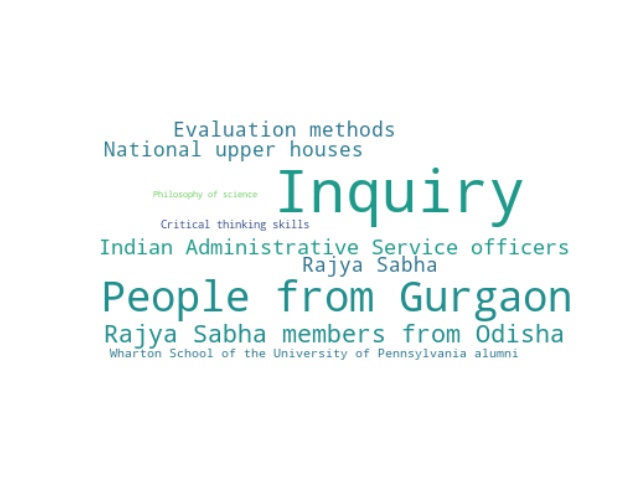 Evaluation methods
National upper houses
Inquiry
Philosophy of science
Critical thinking skills
Indian Administrative Service officers
Rajya Sabha
People from Gurgaon
Rajya Sabha members from Odisha
Wharton School of the University of Pennsylvania alumni